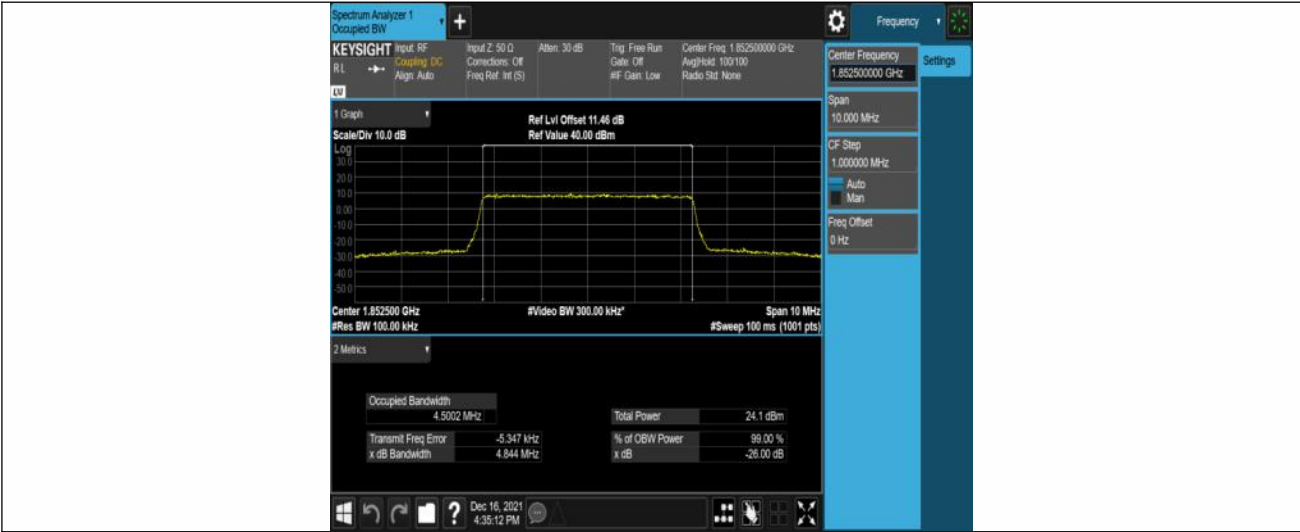 Spectrum Analyzer 1
Occupied BW
Frequency
KEYSIGHT
RL
Input: RF
Coupling: DC
Align: Auto
Input Z: 50 Ω
Corrections: Off
Freq Ref: Int (S)
Atten: 30 dB
Trig: Free Run
Gate: Off
#IF Gain: Low
Center Freq: 1.852500000 GHz
Avg|Hold: 100/100
Radio Std: None
Center Frequency
1.852500000 GHz
Settings
Span
10.000 MHz
CF Step
1.000000 MHz
Auto
Man
Freq Offset
0 Hz
1 Graph
Ref Lvl Offset 11.46 dB
Scale/Div 10.0 dB
Ref Value 40.00 dBm
Log
30.0
20.0
10.0
0.00
-10.0
-20.0
-30.0
-40.0
-50.0
Center 1.852500 GHz
#Video BW 300.00 kHz*
Span 10 MHz
#Res BW 100.00 kHz
#Sweep 100 ms (1001 pts)
2 Metrics
Occupied Bandwidth
4.5002 MHz
Total Power
24.1 dBm
Transmit Freq Error
-5.347 kHz
% of OBW Power
99.00 %
x dB Bandwidth
4.844 MHz
x dB
-26.00 dB
?
Dec 16, 2021
4:35:12 PM